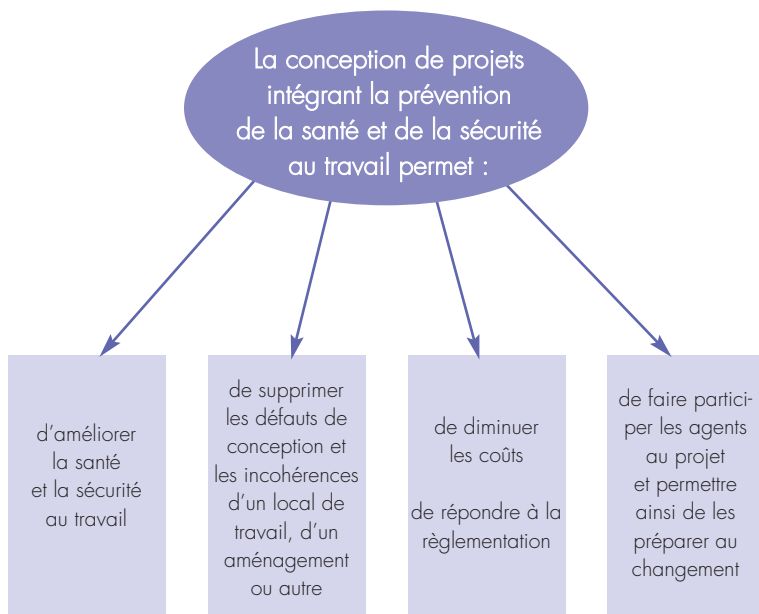 La conception de projets
intégrant la prévention
de la santé et de la sécurité
au travail permet :
d'améliorer
la santé
et la sécurité
au travail
de supprimer
les défauts de
conception et
les incohérences
d'un local de
travail, d'un
aménagement
ou autre
de diminuer
les coûts
de répondre à la
règlementation
de faire partici-
per les agents
au projet
et permettre
ainsi de les
préparer au
changement